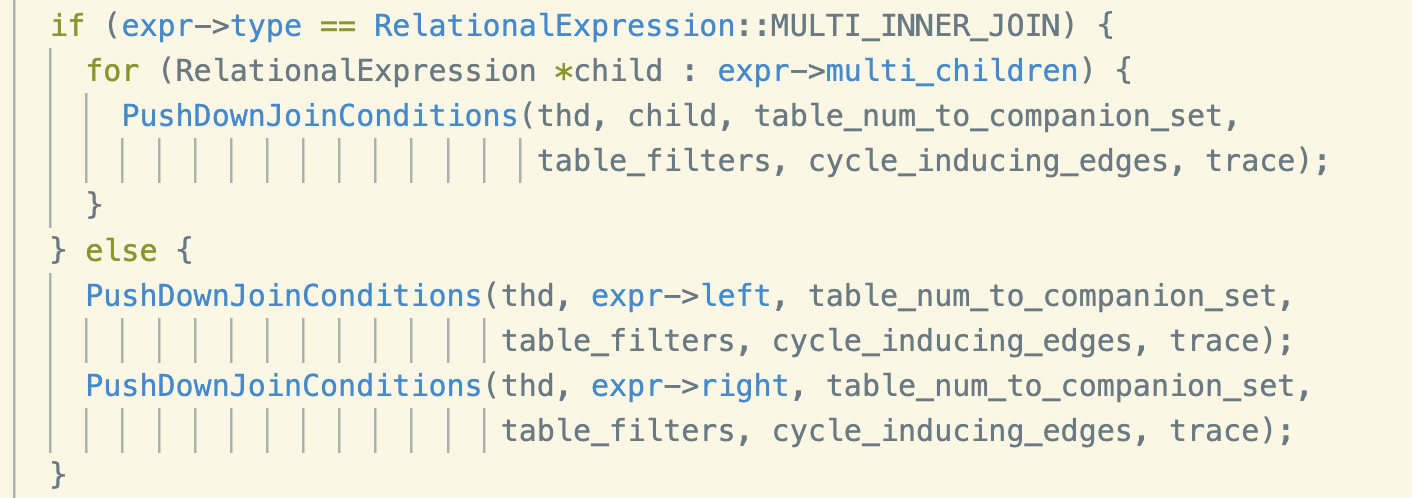 if (expr->type == RelationalExpression::MULTI_INNER_JOIN) {
for (RelationalExpression *child : expr->multi_children) {
PushDownJoinConditions(thd, child, table_num_to_companion_set,
table_filters, cycle_inducing_edges, trace);
}
} else {
PushDownJoinConditions(thd, expr->left, table_num_to_companion_set,
table_filters, cycle_inducing_edges, trace);
PushDownJoinConditions(thd, expr->right, table_num_to_companion_set,
table_filters, cycle_inducing_edges, trace);
}